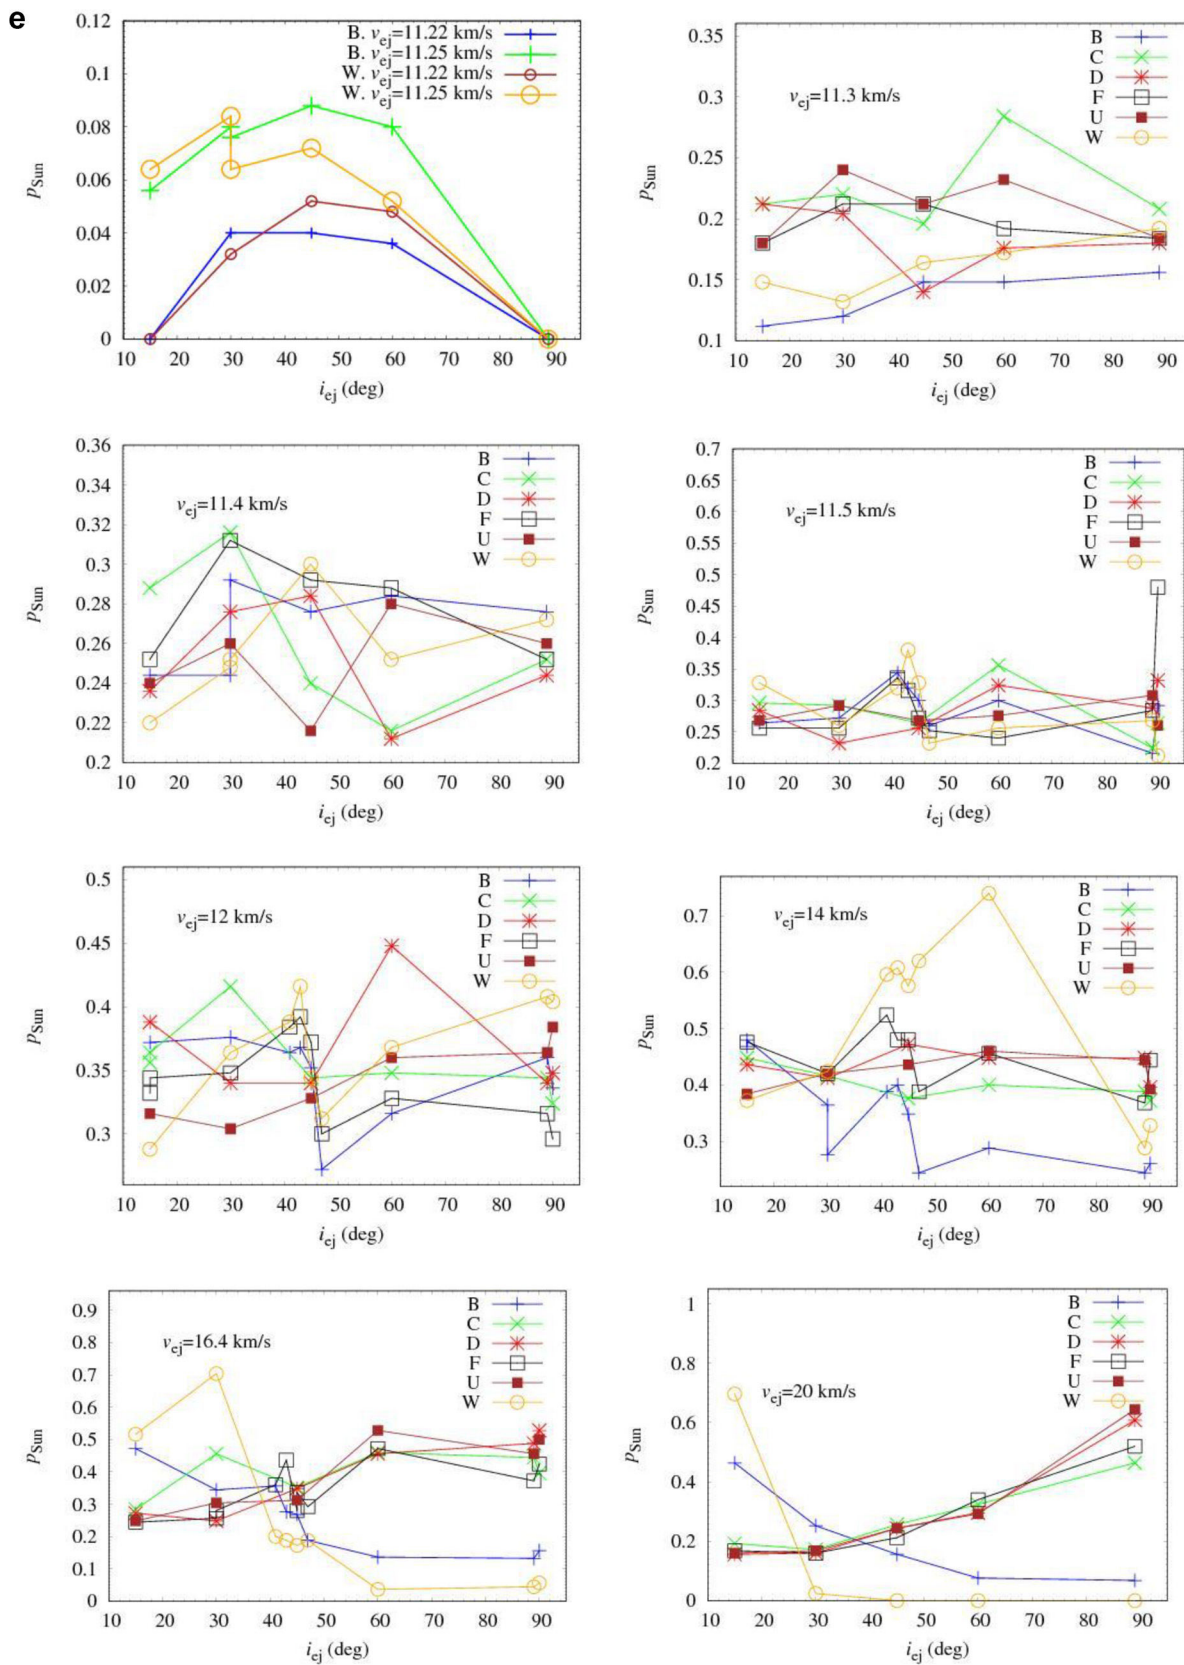 e
B. v_ej=11.22 km/s
B. v_ej=11.25 km/s
W. v_ej=11.22 km/s
W. v_ej=11.25 km/s
0.12
0.1
0.08
0.06
0.04
0.02
0
p_Sun
10 20 30 40 50 60 70 80 90
i_ej (deg)
B
C
D
F
U
W
v_ej=11.3 km/s
0.35
0.3
0.25
0.2
0.15
0.1
p_Sun
10 20 30 40 50 60 70 80 90
i_ej (deg)
B
C
D
F
U
W
v_ej=11.4 km/s
0.36
0.34
0.32
0.3
0.28
0.26
0.24
0.22
0.2
p_Sun
10 20 30 40 50 60 70 80 90
i_ej (deg)
B
C
D
F
U
W
v_ej=11.5 km/s
0.7
0.65
0.6
0.55
0.5
0.45
0.4
0.35
0.3
0.25
0.2
p_Sun
10 20 30 40 50 60 70 80 90
i_ej (deg)
B
C
D
F
U
W
v_ej=12 km/s
0.5
0.45
0.4
0.35
0.3
p_Sun
10 20 30 40 50 60 70 80 90
i_ej (deg)
B
C
D
F
U
W
v_ej=14 km/s
0.7
0.6
0.5
0.4
0.3
p_Sun
10 20 30 40 50 60 70 80 90
i_ej (deg)
B
C
D
F
U
W
v_ej=16.4 km/s
0.9
0.8
0.7
0.6
0.5
0.4
0.3
0.2
0.1
0
p_Sun
10 20 30 40 50 60 70 80 90
i_ej (deg)
B
C
D
F
U
W
v_ej=20 km/s
1
0.8
0.6
0.4
0.2
0
p_Sun
10 20 30 40 50 60 70 80 90
i_ej (deg)